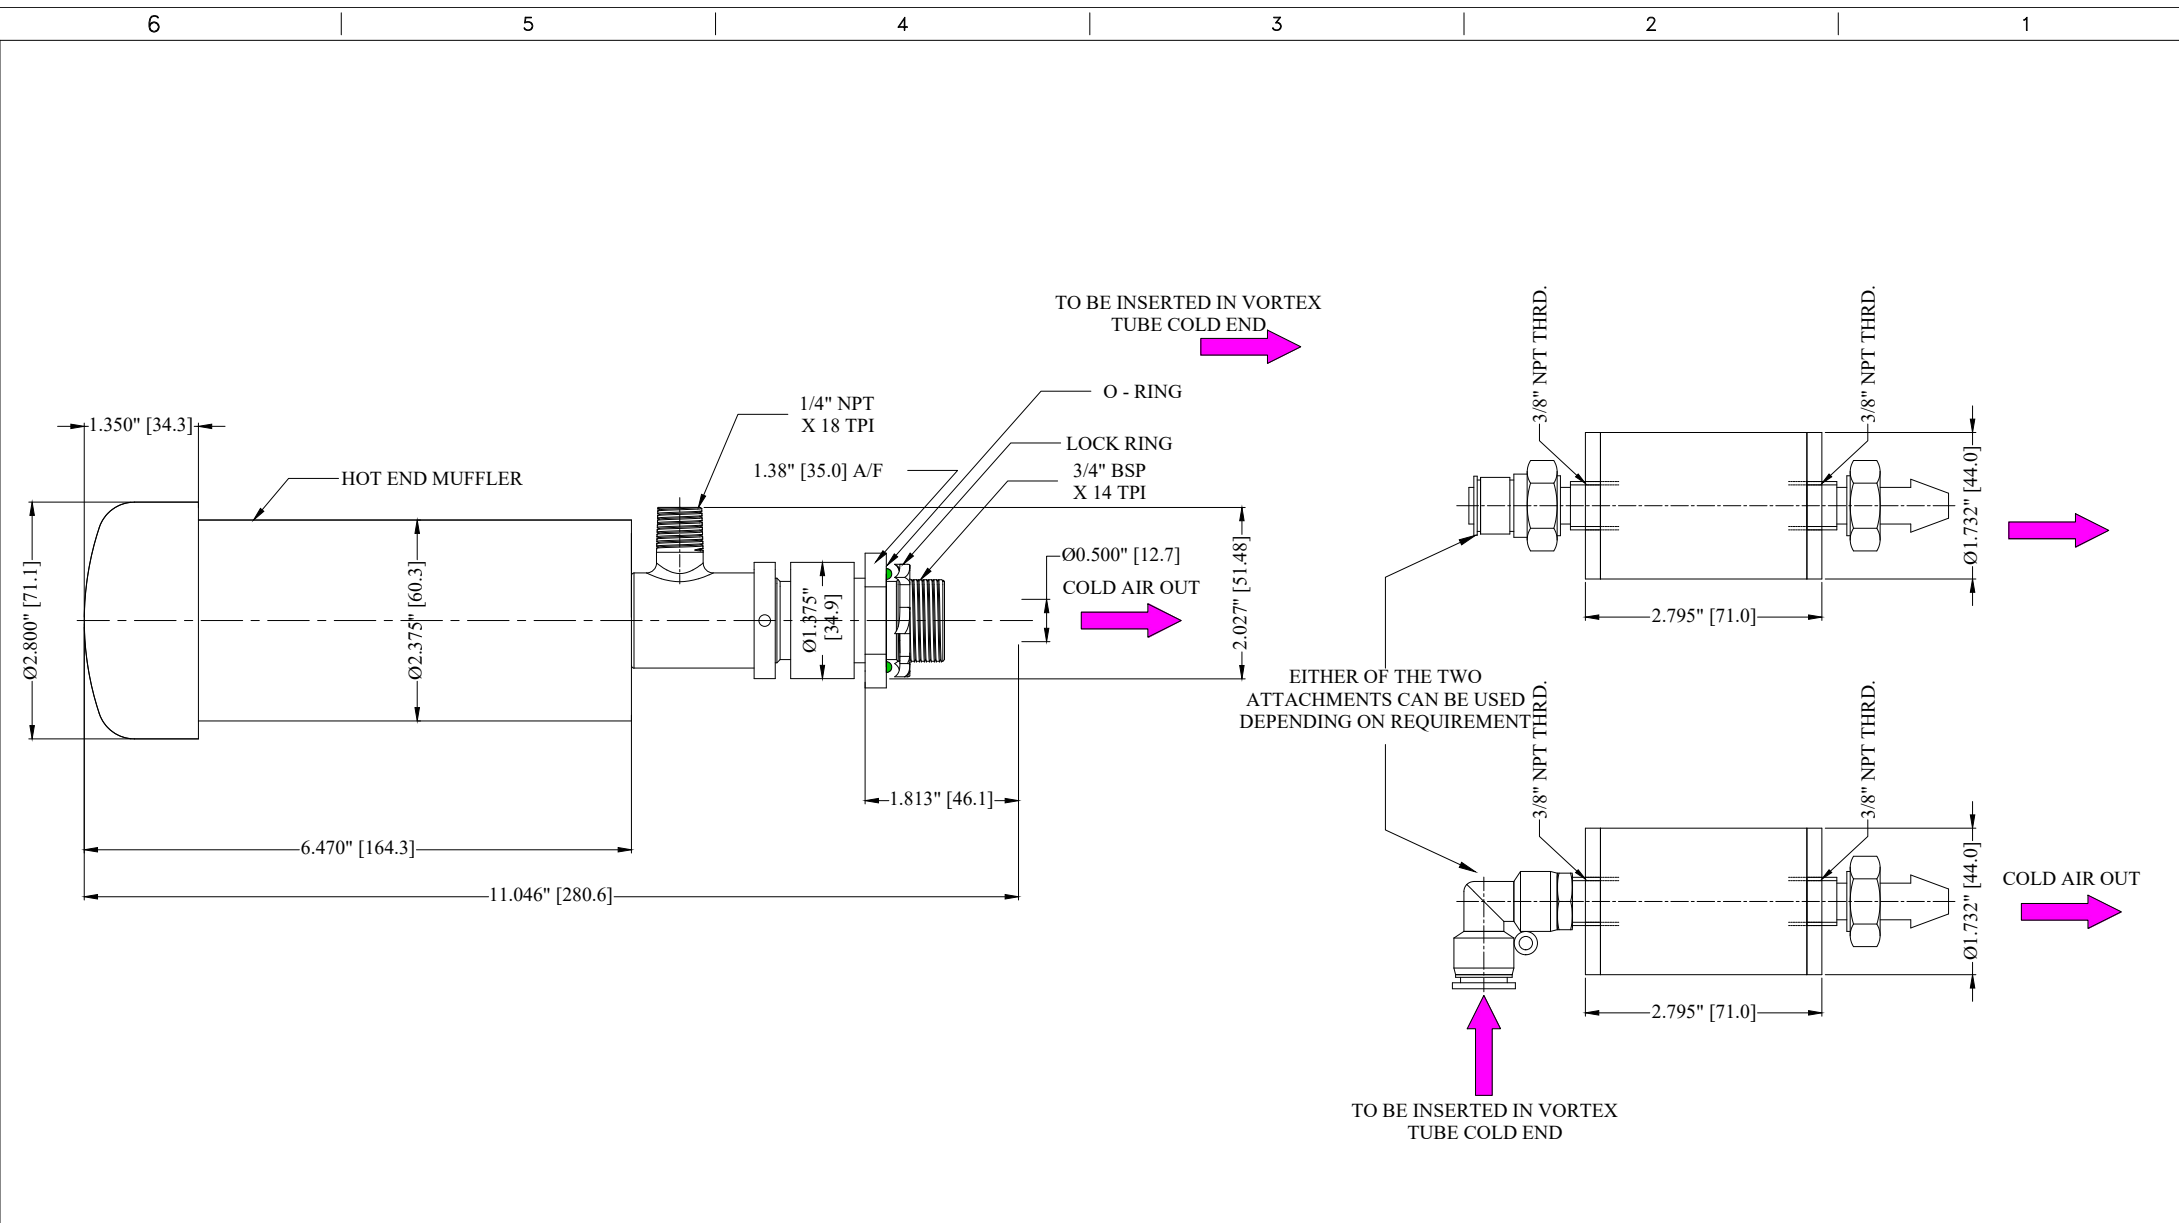 6
5
4
3
2
1
TO BE INSERTED IN VORTEX
TUBE COLD END
O - RING
LOCK RING
1/4" NPT
X 18 TPI
1.38" [35.0] A/F
3/4" BSP
X 14 TPI
1.350" [34.3]
HOT END MUFFLER
Ø2.800" [71.1]
Ø2.375" [60.3]
Ø1.375"
[34.9]
Ø0.500" [12.7]
COLD AIR OUT
2.027" [51.48]
1.813" [46.1]
6.470" [164.3]
11.046" [280.6]
3/8" NPT THRD.
3/8" NPT THRD.
Ø1.732" [44.0]
2.795" [71.0]
EITHER OF THE TWO
ATTACHMENTS CAN BE USED
DEPENDING ON REQUIREMENT
3/8" NPT THRD.
3/8" NPT THRD.
Ø1.732" [44.0]
COLD AIR OUT
2.795" [71.0]
TO BE INSERTED IN VORTEX
TUBE COLD END